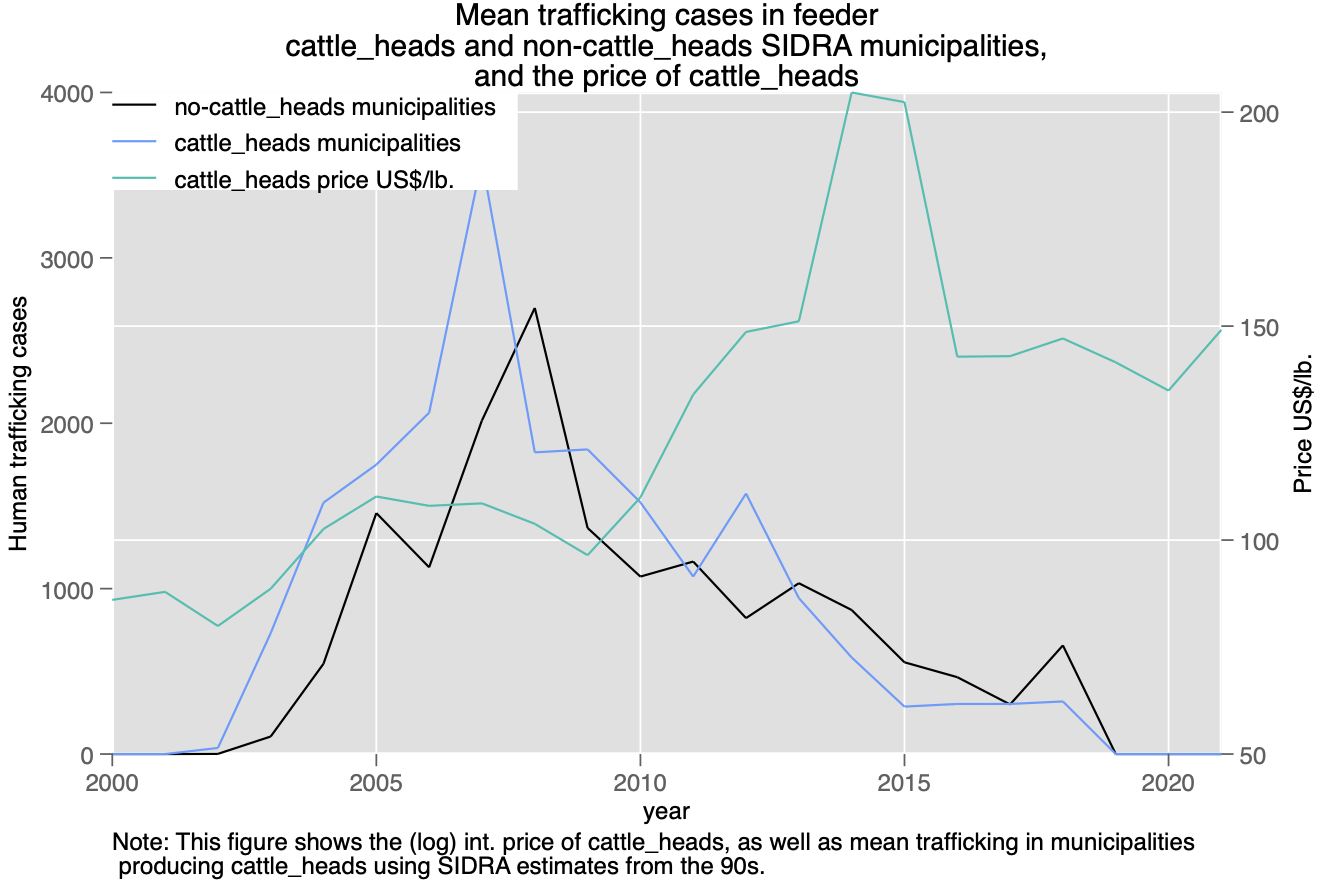 Mean trafficking cases in feeder
cattle_heads and non-cattle_heads SIDRA municipalities,
and the price of cattle_heads
no-cattle_heads municipalities
cattle_heads municipalities
cattle_heads price US$/lb.
Human trafficking cases
4000
3000
2000
1000
0
200
150
100
50
Price US$/lb.
2000
2005
2010
2015
2020
year
Note: This figure shows the (log) int. price of cattle_heads, as well as mean trafficking in municipalities
producing cattle_heads using SIDRA estimates from the 90s.